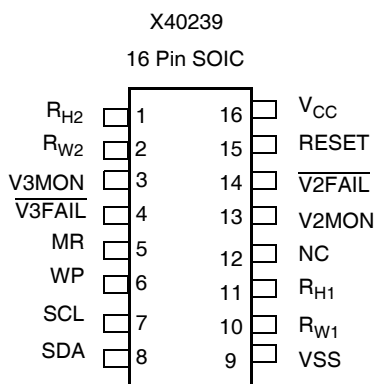 X40239
16 Pin SOIC
RH2 1 16 VCC
RW2 2 15 RESET
V3MON 3 14 V2FAIL
V3FAIL 4 13 V2MON
MR 5 12 NC
WP 6 11 RH1
SCL 7 10 RW1
SDA 8 9 VSS